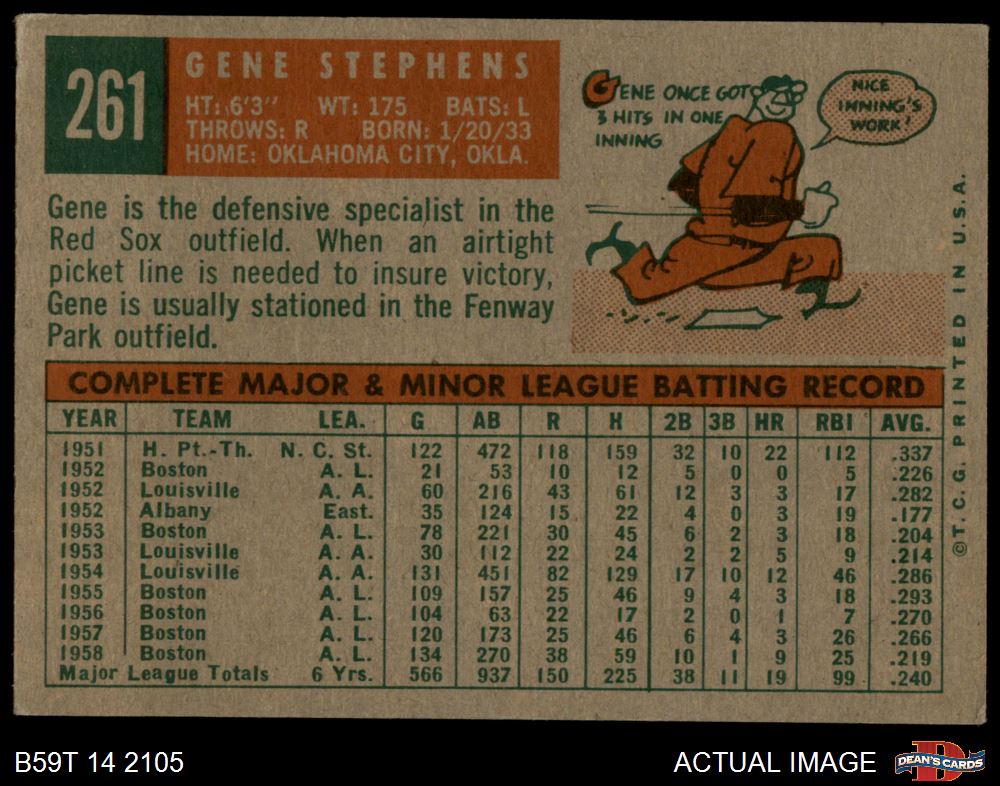 261
GENE STEPHENS
HT: 6'3" WT: 175 BATS: L
THROWS: R BORN: 1/20/33
HOME: OKLAHOMA CITY, OKLA.
GENE ONCE GOT
3 HITS IN ONE
INNING
NICE
INNING'S
WORK!
Gene is the defensive specialist in the
Red Sox outfield. When an airtight
picket line is needed to insure victory,
Gene is usually stationed in the Fenway
Park outfield.
COMPLETE MAJOR & MINOR LEAGUE BATTING RECORD
YEAR TEAM LEA. G AB R H 2B 3B HR RBI AVG.
1951 H. Pt.-Th. N. C. St. 122 472 118 159 32 10 22 112 .337
1952 Boston A. L. 21 53 10 12 5 0 0 5 .226
1952 Louisville A. A. 60 216 43 61 12 3 3 17 .282
1952 Albany East. 35 124 15 22 4 0 3 19 .177
1953 Boston A. L. 78 221 30 45 6 2 3 18 .204
1953 Louisville A. A. 30 112 22 24 2 2 5 9 .214
1954 Louisville A. A. 131 451 82 129 17 10 12 46 .286
1955 Boston A. L. 109 157 25 46 9 4 3 18 .293
1956 Boston A. L. 104 63 22 17 2 0 1 7 .270
1957 Boston A. L. 120 173 25 46 6 4 3 26 .266
1958 Boston A. L. 134 270 38 59 10 1 9 25 .219
Major League Totals 6 Yrs. 566 937 150 225 38 11 19 99 .240
© T. C. G. PRINTED IN U.S.A.
B59T 14 2105
ACTUAL IMAGE
DEAN'S CARDS